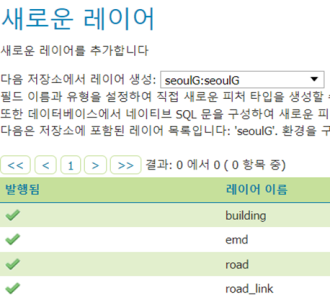 새로운 레이어
새로운 레이어를 추가합니다
다음 저장소에서 레이어 생성: seoulG:seoulG
필드 이름과 유형을 설정하여 직접 새로운 피처 타입을 생성할
또한 데이터베이스에서 네이티브 SQL 문을 구성하여 새로운 피
다음은 저장소에 포함된 레이어 목록입니다: 'seoulG'. 환경을 구
<< < 1 > >> 결과: 0 에서 0 ( 0 항목 중)
발행됨 레이어 이름
building
emd
road
road_link